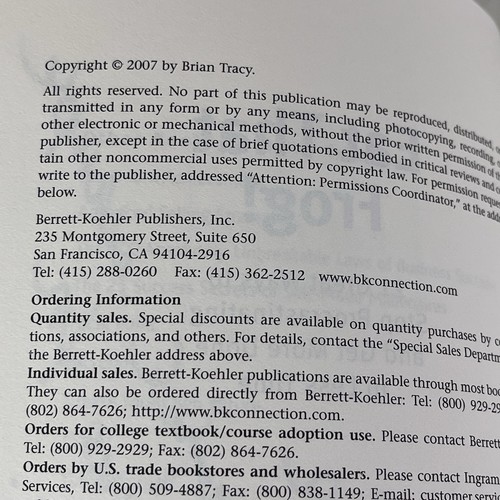 Copyright © 2007 by Brian Tracy.
All rights reserved. No part of this publication may be reproduced, distributed,
transmitted in any form or by any means, including photocopying, recording,
other electronic or mechanical methods, without the prior written permission of
publisher, except in the case of brief quotations embodied in critical reviews and
tain other noncommercial uses permitted by copyright law. For permission
write to the publisher, addressed “Attention: Permissions Coordinator,” at the
below.
Berrett-Koehler Publishers, Inc.
235 Montgomery Street, Suite 650
San Francisco, CA 94104-2916
Tel: (415) 288-0260 Fax: (415) 362-2512 www.bkconnection.com
Ordering Information
Quantity sales. Special discounts are available on quantity purchases by
tions, associations, and others. For details, contact the “Special Sales
the Berrett-Koehler address above.
Individual sales. Berrett-Koehler publications are available through most
They can also be ordered directly from Berrett-Koehler: Tel: (800)
(802) 864-7626; http://www.bkconnection.com.
Orders for college textbook/course adoption use. Please contact Berrett
Tel: (800) 929-2929; Fax: (802) 864-7626.
Orders by U.S. trade bookstores and wholesalers. Please contact Ingram
Services, Tel: (800) 509-4887; Fax: (800) 838-1149; E-mail: